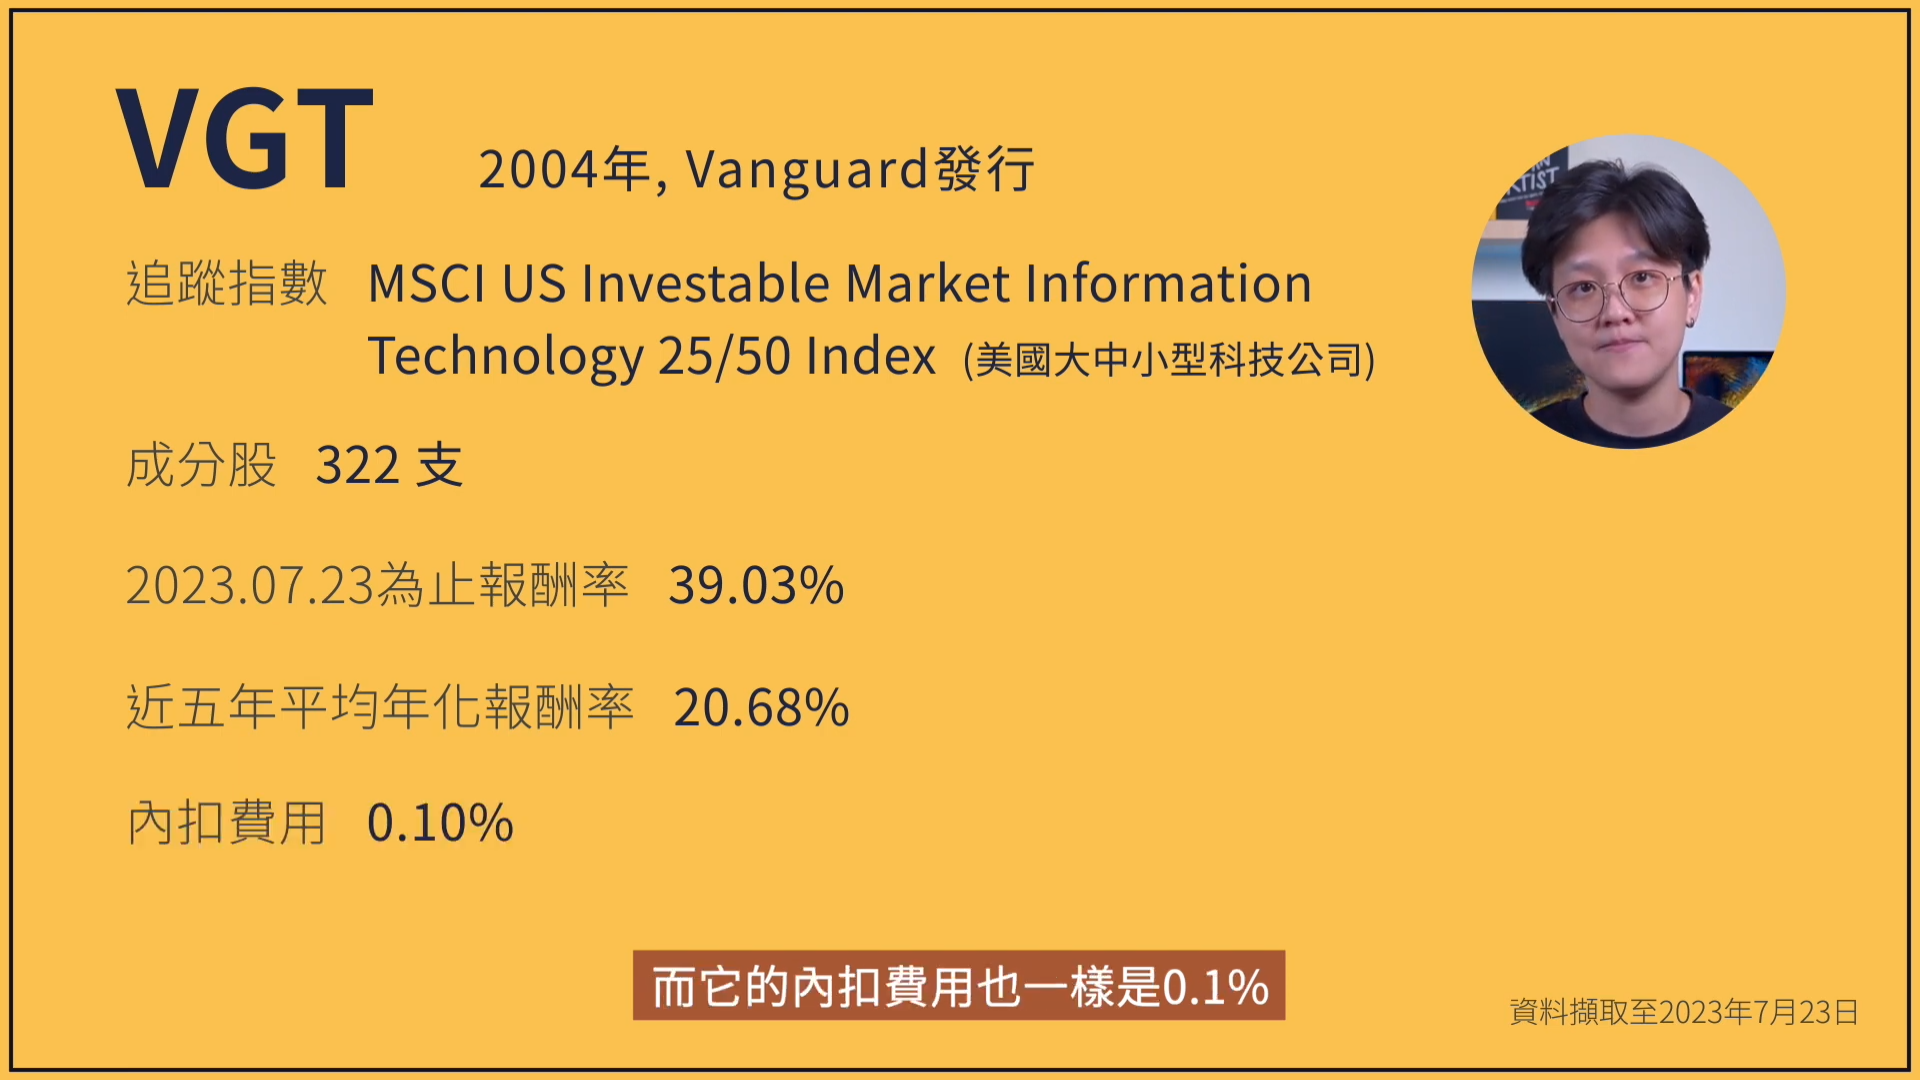 VGT
2004年, Vanguard發行
追蹤指數 MSCI US Investable Market Information
Technology 25/50 Index (美國大中小型科技公司)
成分股 322 支
2023.07.23為止報酬率 39.03%
近五年平均年化報酬率 20.68%
內扣費用 0.10%
而它的內扣費用也一樣是0.1%
資料擷取至2023年7月23日